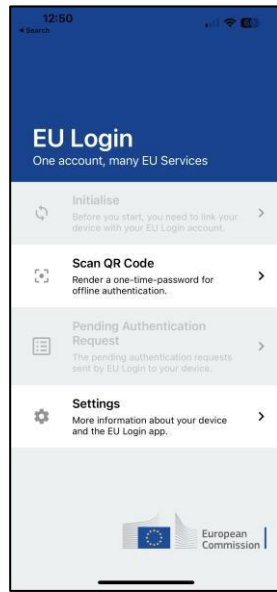 12:50
◀ Search
EU Login
One account, many EU Services
Initialise
Before you start, you need to link your
device with your EU Login account.
Scan QR Code
Render a one-time-password for
offline authentication.
Pending Authentication
Request
The pending authentication requests
sent by EU Login to your device.
Settings
More information about your device
and the EU Login app.
European
Commission